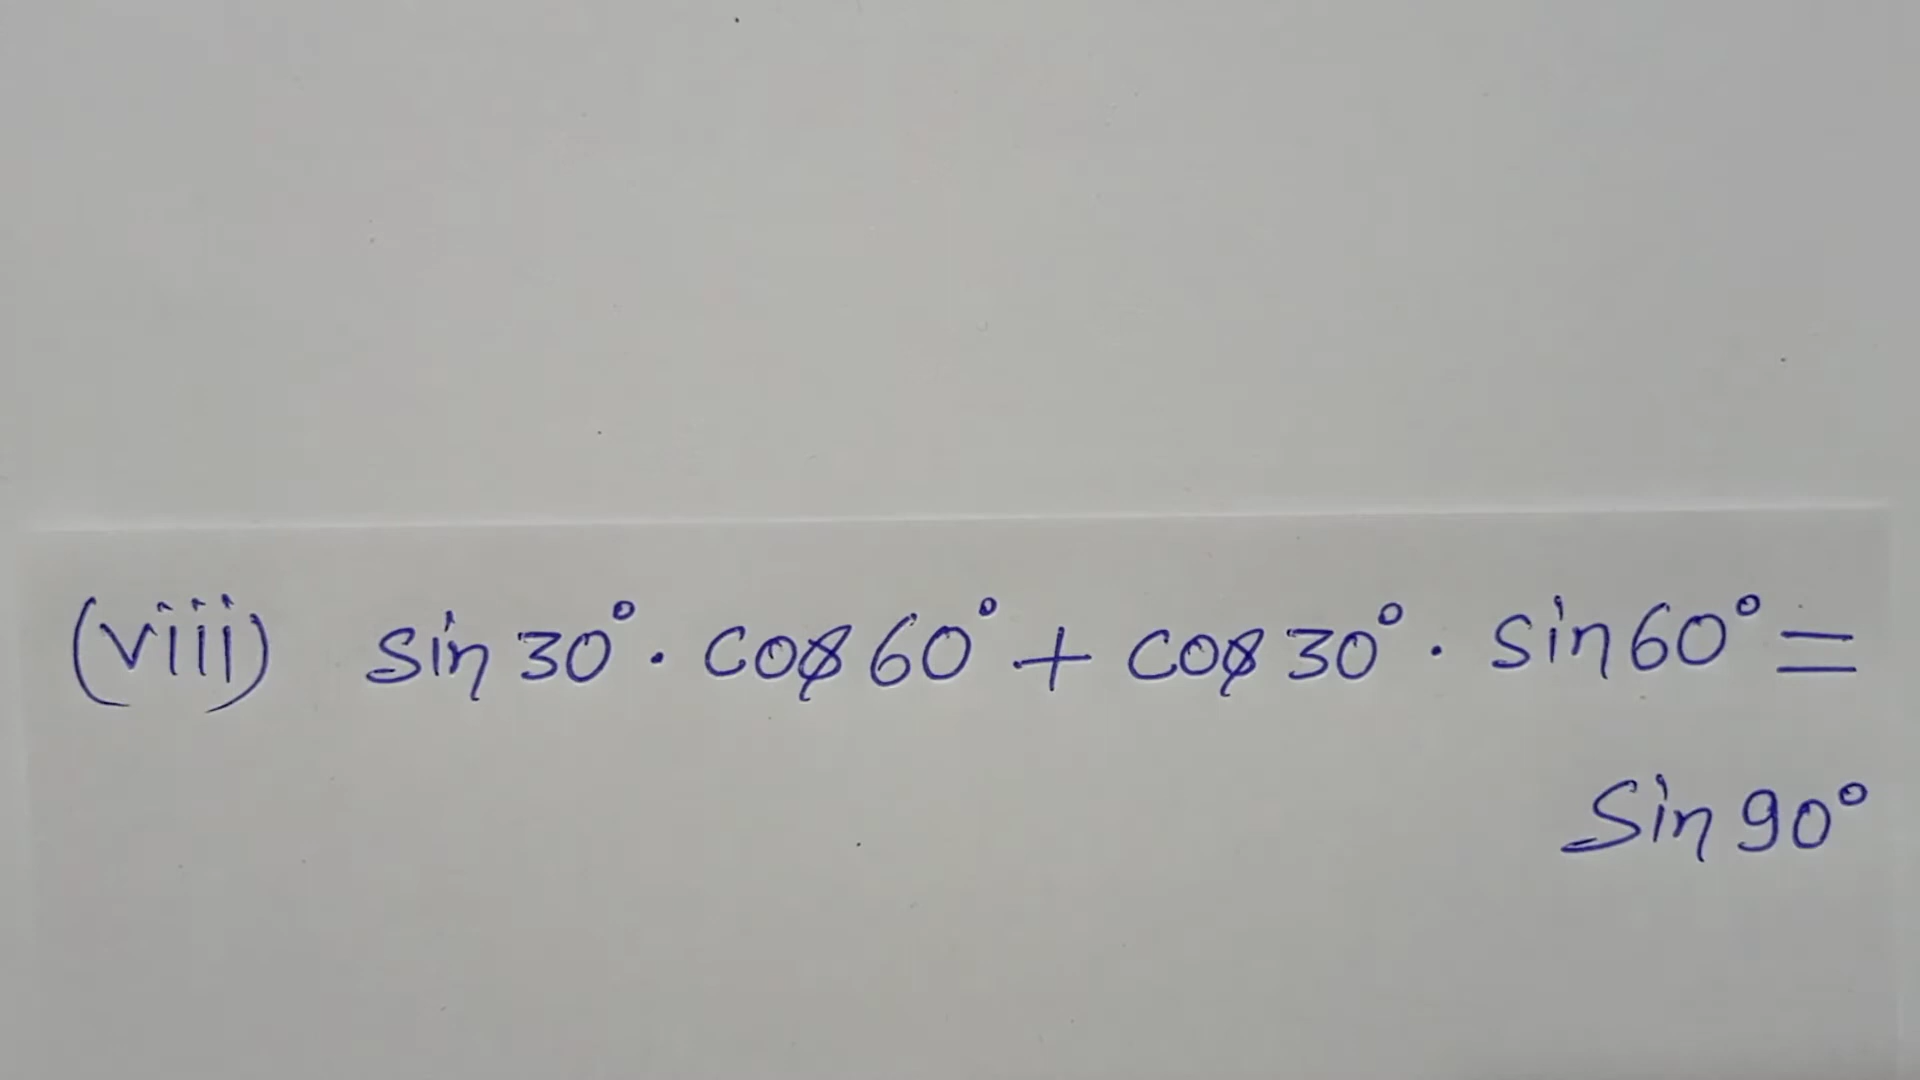 (viii) sin 30° . cos 60° + cos 30° . sin 60° =
Sin 90°